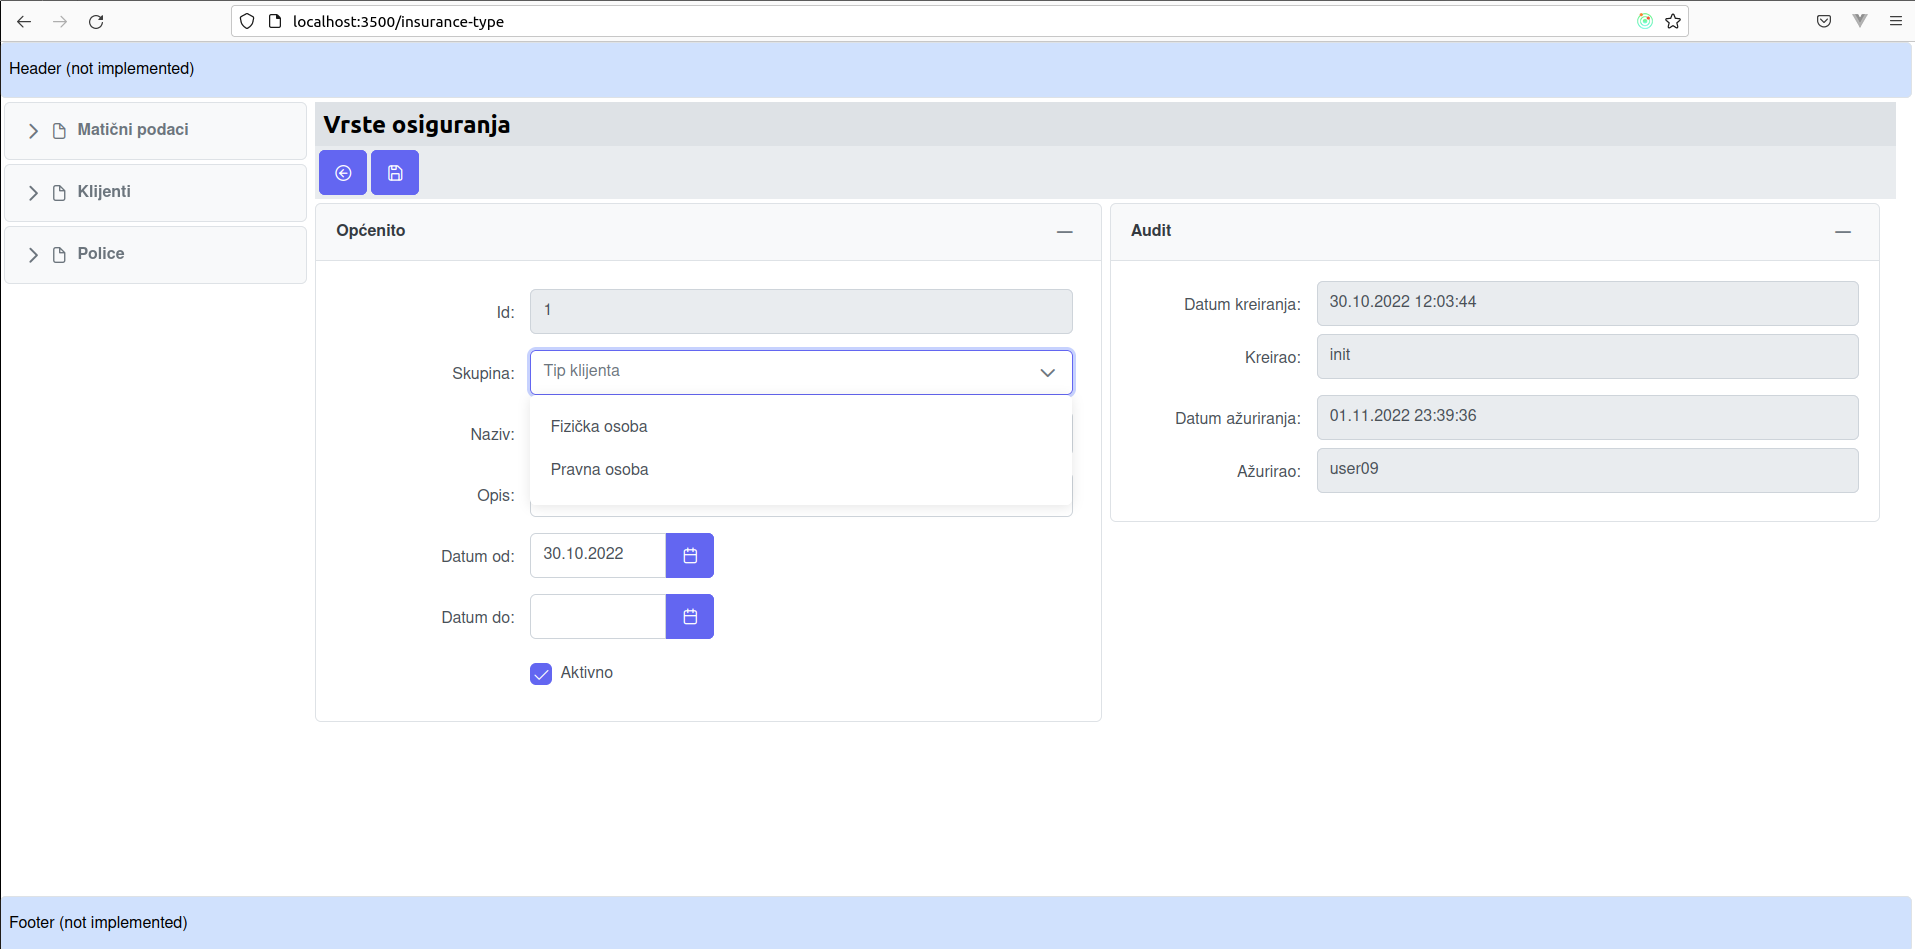 localhost:3500/insurance-type
Header (not implemented)
Matični podaci
Klijenti
Police
Vrste osiguranja
Općenito
Id: 1
Skupina: Tip klijenta
Fizička osoba
Naziv:
Pravna osoba
Opis:
Datum od: 30.10.2022
Datum do:
Aktivno
Audit
Datum kreiranja: 30.10.2022 12:03:44
Kreirao: init
Datum ažuriranja: 01.11.2022 23:39:36
Ažurirao: user09
Footer (not implemented)